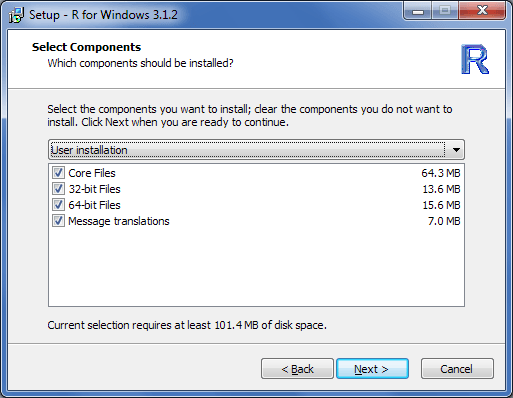 Setup - R for Windows 3.1.2
Select Components
Which components should be installed?
R
Select the components you want to install; clear the components you do not want to
install. Click Next when you are ready to continue.
User installation
Core Files 64.3 MB
32-bit Files 13.6 MB
64-bit Files 15.6 MB
Message translations 7.0 MB
Current selection requires at least 101.4 MB of disk space.
< Back Next > Cancel